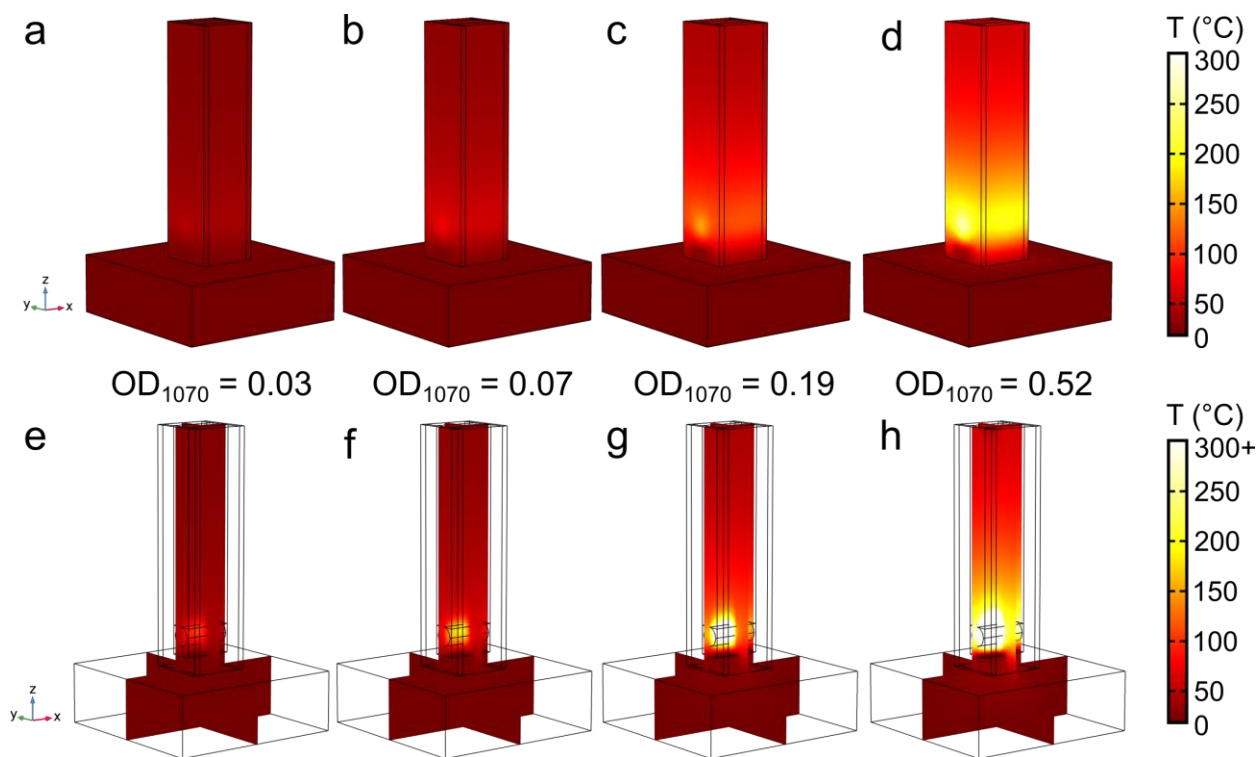 a b c d T (°C)
300
250
200
150
100
50
0
z
y x
OD₁₀₇₀ = 0.03 OD₁₀₇₀ = 0.07 OD₁₀₇₀ = 0.19 OD₁₀₇₀ = 0.52
e f g h T (°C)
300+
250
200
150
100
50
0
z
y x